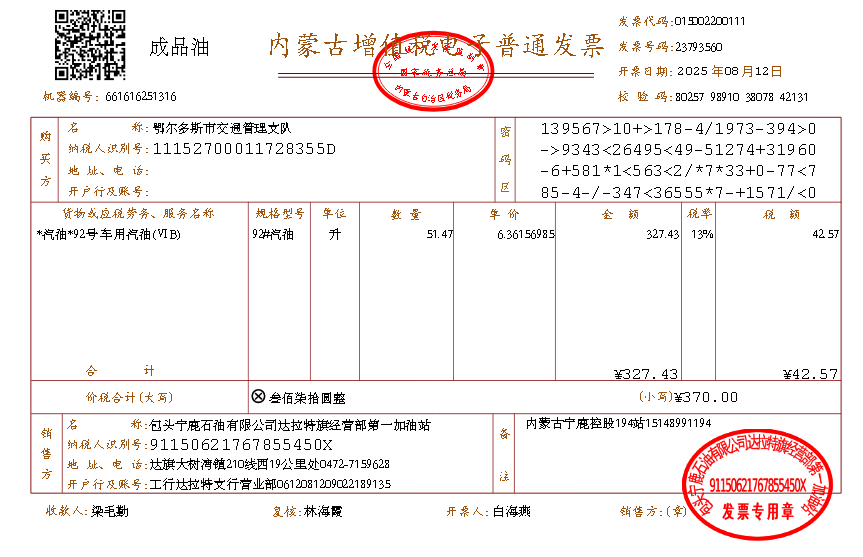 成品油
内蒙古增值税电子普通发票
国家税务总局
内蒙古自治区税务局
发票代码:015002200111
发票号码:23793560
开票日期: 2025 年08 月12日
机器编号: 661616251316
校 验 码: 80257 98910 38078 42131
购买方
名 称: 鄂尔多斯市交通管理支队
纳税人识别号: 11152700011728355D
地 址、电 话:
开户行及账号:
密码区
139567>10+>178-4/1973-394>0
->9343<26495<49-51274+31960
-6+581*1<563<2/*7*33+0-77<7
85-4-/-347<36555*7-+1571/<0
货物或应税劳务、服务名称 规格型号 单位 数 量 单 价 金 额 税率 税 额
*汽油*92号车用汽油(VIB) 92#汽油 升 51.47 6.36156985 327.43 13% 42.57
合 计 ¥327.43 ¥42.57
价税合计(大写) ⊗ 叁佰柒拾圆整 (小写)¥370.00
销售方
名 称: 包头宁鹿石油有限公司达拉特旗经营部第一加油站
纳税人识别号: 91150621767855450X
地 址、电 话: 达旗大树湾镇210线西19公里处0472-7159628
开户行及账号: 工行达拉特支行营业部0612081209022189135
备注
内蒙古宁鹿控股194站15148991194
收款人: 梁毛勤 复核: 林海霞 开票人: 白海燕 销售方: (章)
包头宁鹿石油有限公司达拉特旗经营部第一加油站
91150621767855450X
发票专用章